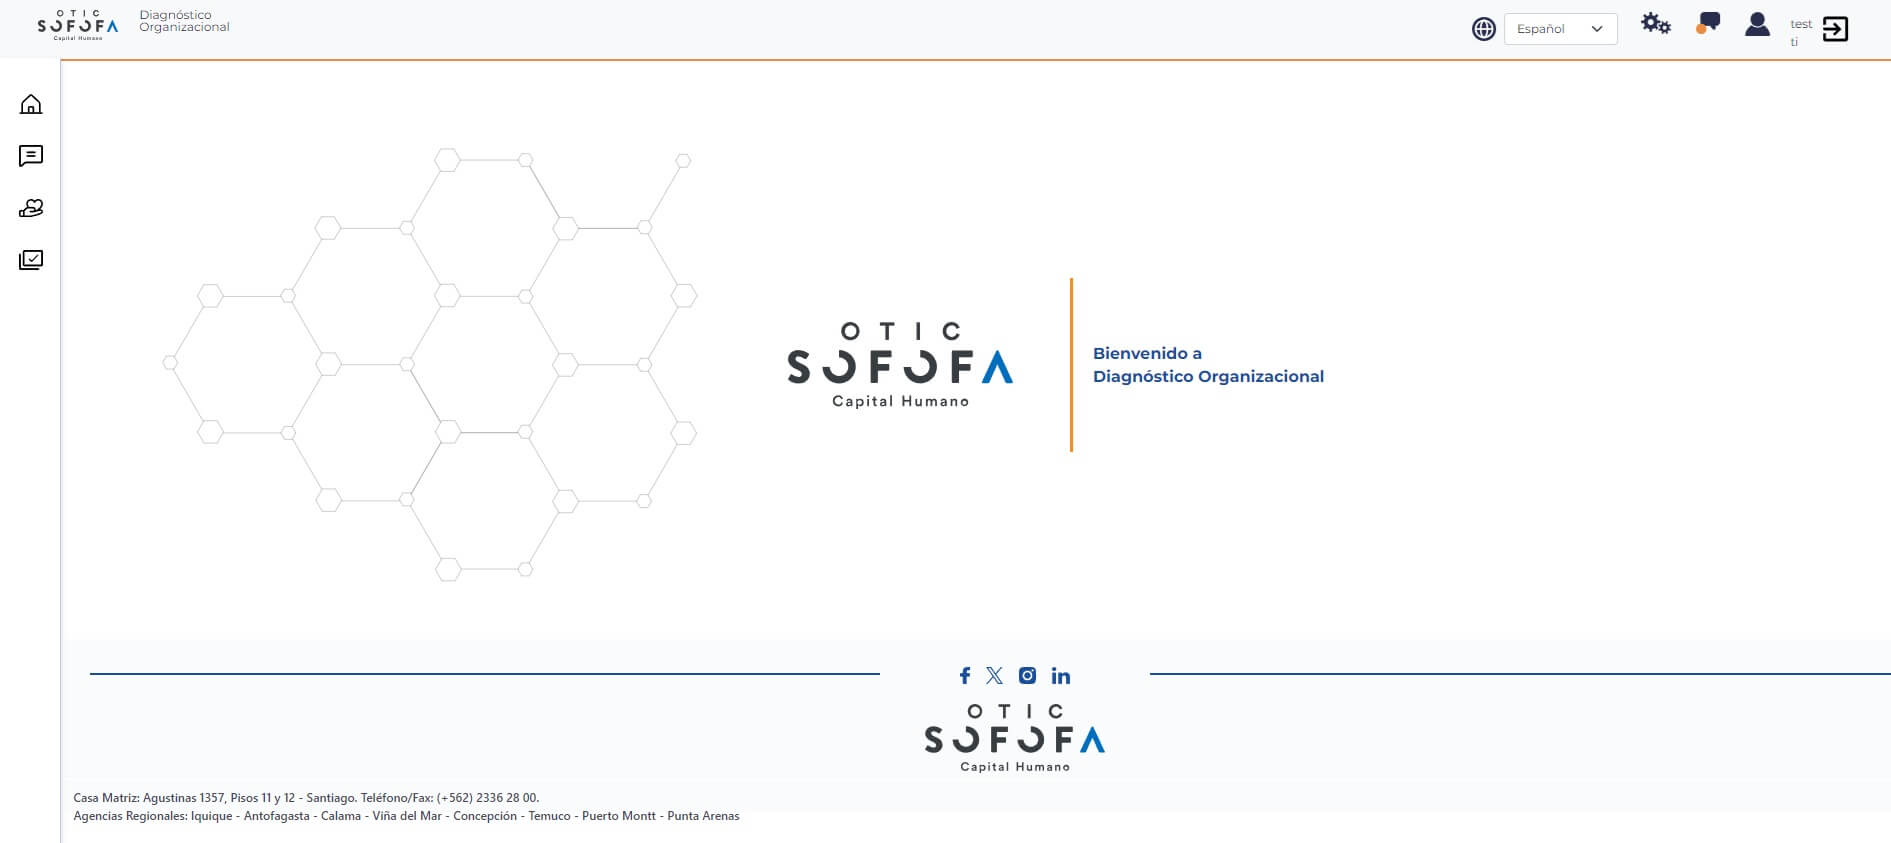 OTIC
SOFOFA
Capital Humano
Diagnóstico
Organizacional
Español
test
ti
OTIC
SOFOFA
Capital Humano
Bienvenido a
Diagnóstico Organizacional
OTIC
SOFOFA
Capital Humano
Casa Matriz: Agustinas 1357, Pisos 11 y 12 - Santiago. Teléfono/Fax: (+562) 2336 28 00.
Agencias Regionales: Iquique - Antofagasta - Calama - Viña del Mar - Concepción - Temuco - Puerto Montt - Punta Arenas